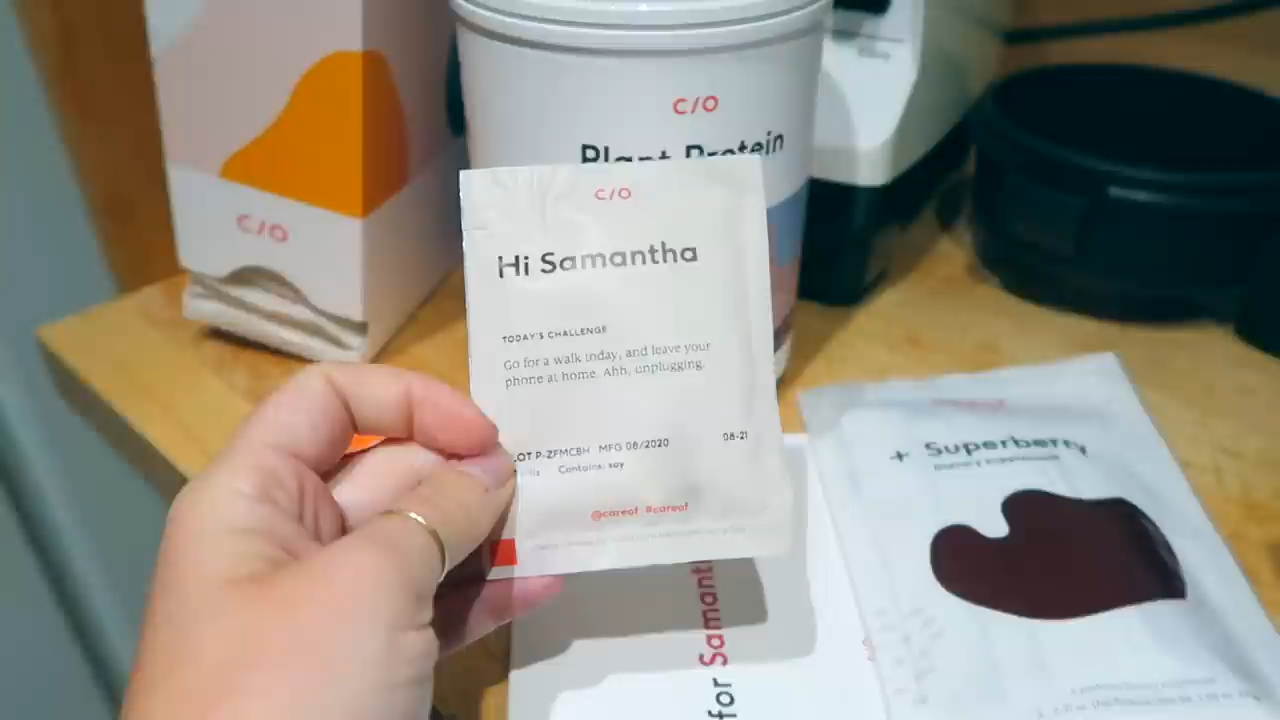 C/O
Plant Protein
C/O
C/O
Hi Samantha
TODAY'S CHALLENGE
Go for a walk today, and leave your
phone at home. Ahh, unplugging.
LOT P-ZFMCBH MFG 08/2020 08-21
Contains: soy
@careof #careof
+ Superberry
for Samant